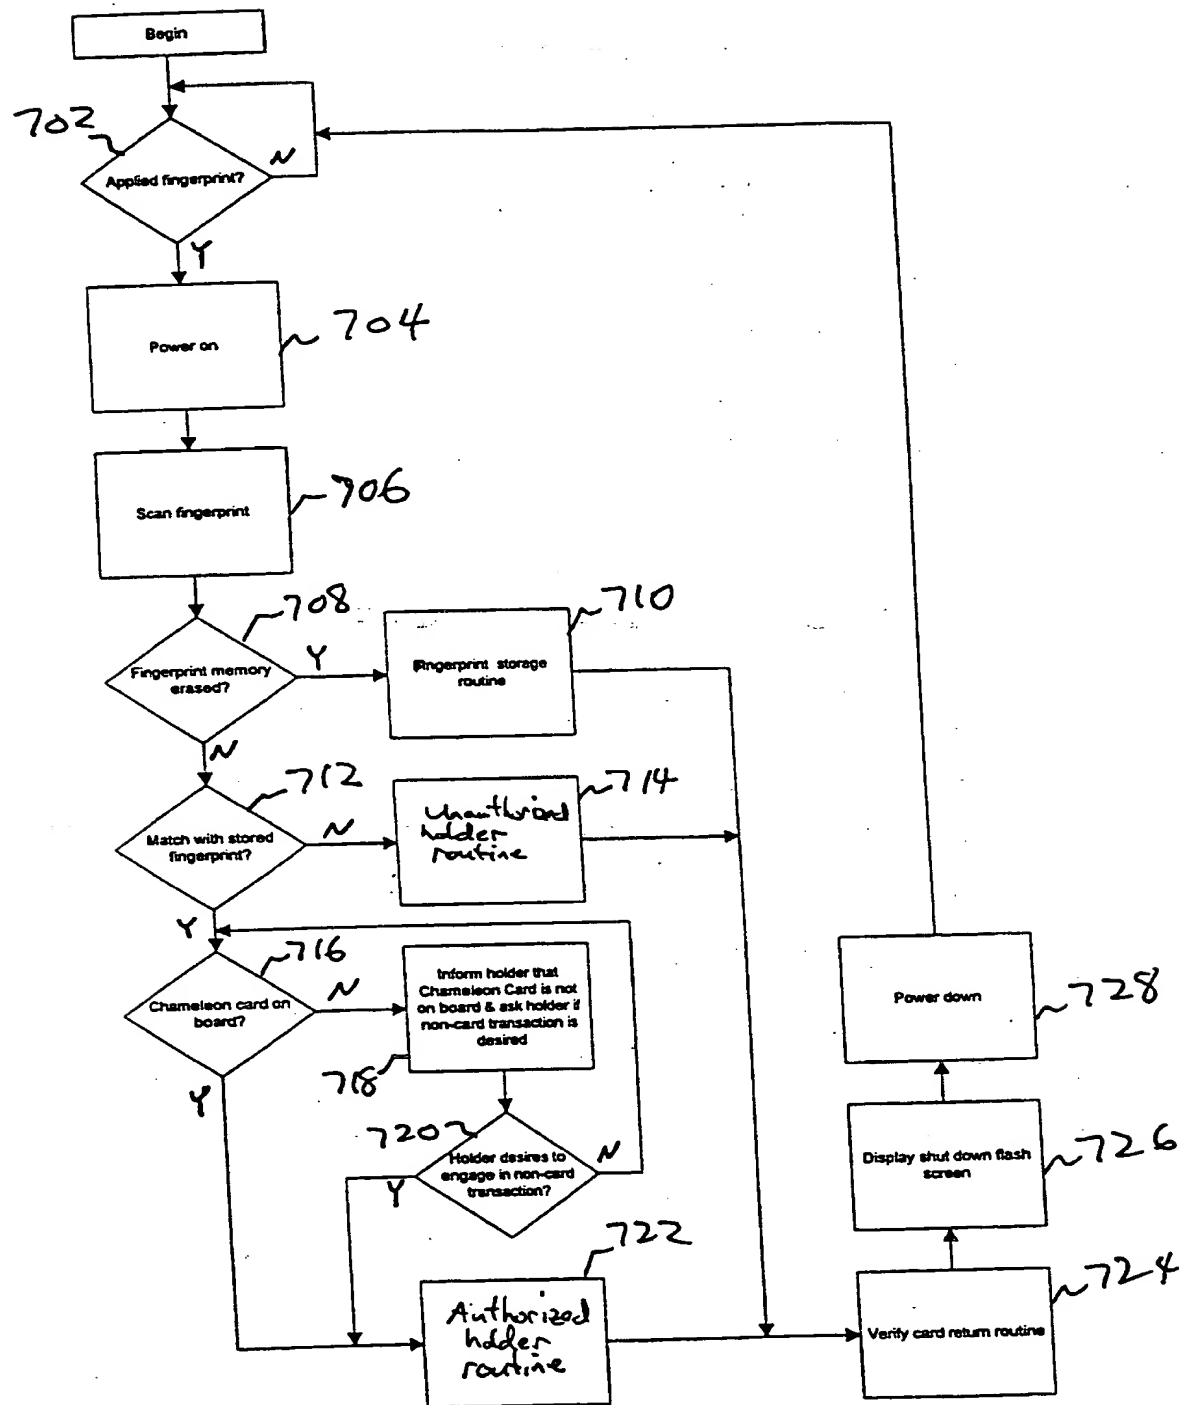 Begin
702
Applied fingerprint?
N
Y
Power on
704
Scan fingerprint
706
708
Fingerprint memory
erased?
Y
N
710
Fingerprint storage
routine
712
Match with stored
fingerprint?
N
Y
714
Unauthorized
holder
routine
716
Chameleon card on
board?
N
Y
Inform holder that
Chameleon Card is not
on board & ask holder if
non-card transaction is
desired
718
720
Holder desires to
engage in non-card
transaction?
N
Y
722
Authorized
holder
routine
Verify card return routine
724
Display shut down flash
screen
726
Power down
728